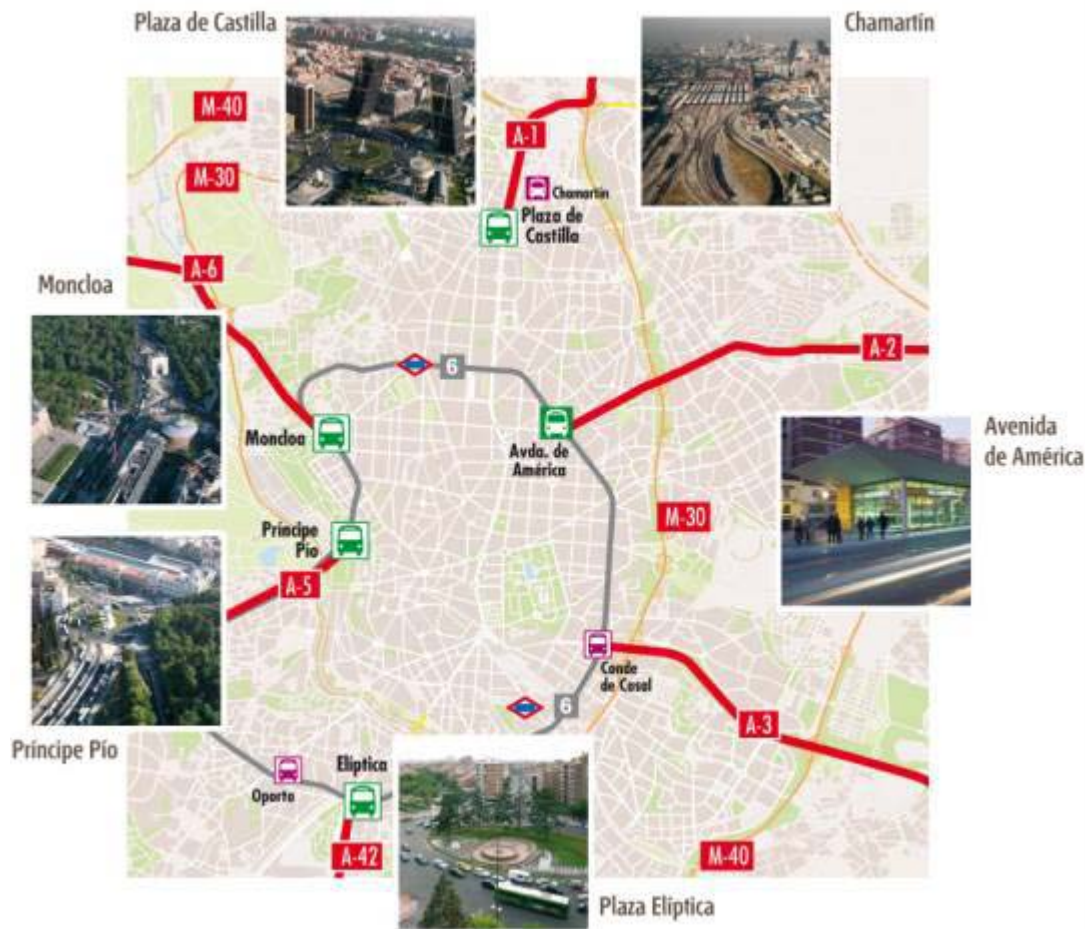 Plaza de Castilla
Chamartín
M-40
A-1
M-30
Chamartín
Plaza de
Castilla
A-6
Moncloa
A-2
6
Moncloa
Avda. de
América
Avenida
de América
M-30
Príncipe
Pío
A-5
Conde
de Casal
6
A-3
Príncipe Pío
Elíptica
Oporto
A-42
M-40
Plaza Elíptica